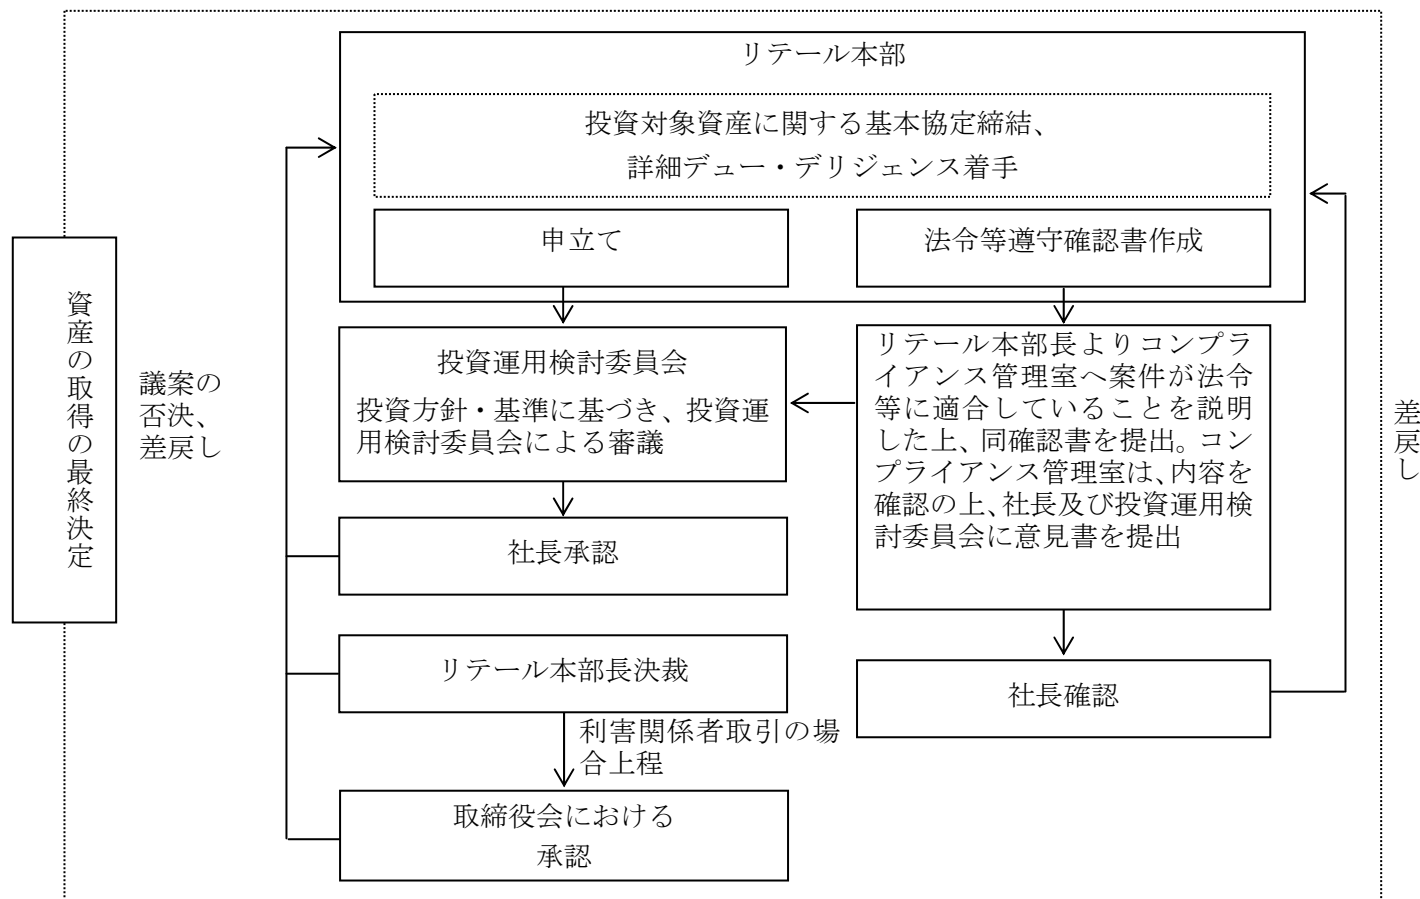 リテール本部
投資対象資産に関する基本協定締結、
詳細デュー・デリジェンス着手
申立て
法令等遵守確認書作成
資産の取得の最終決定
議案の
否決、
差戻し
投資運用検討委員会
投資方針・基準に基づき、投資運
用検討委員会による審議
リテール本部長よりコンプラ
イアンス管理室へ案件が法令
等に適合していることを説明
した上、同確認書を提出。コン
プライアンス管理室は、内容を
確認の上、社長及び投資運用検
討委員会に意見書を提出
差戻し
社長承認
リテール本部長決裁
社長確認
利害関係者取引の場
合上程
取締役会における
承認